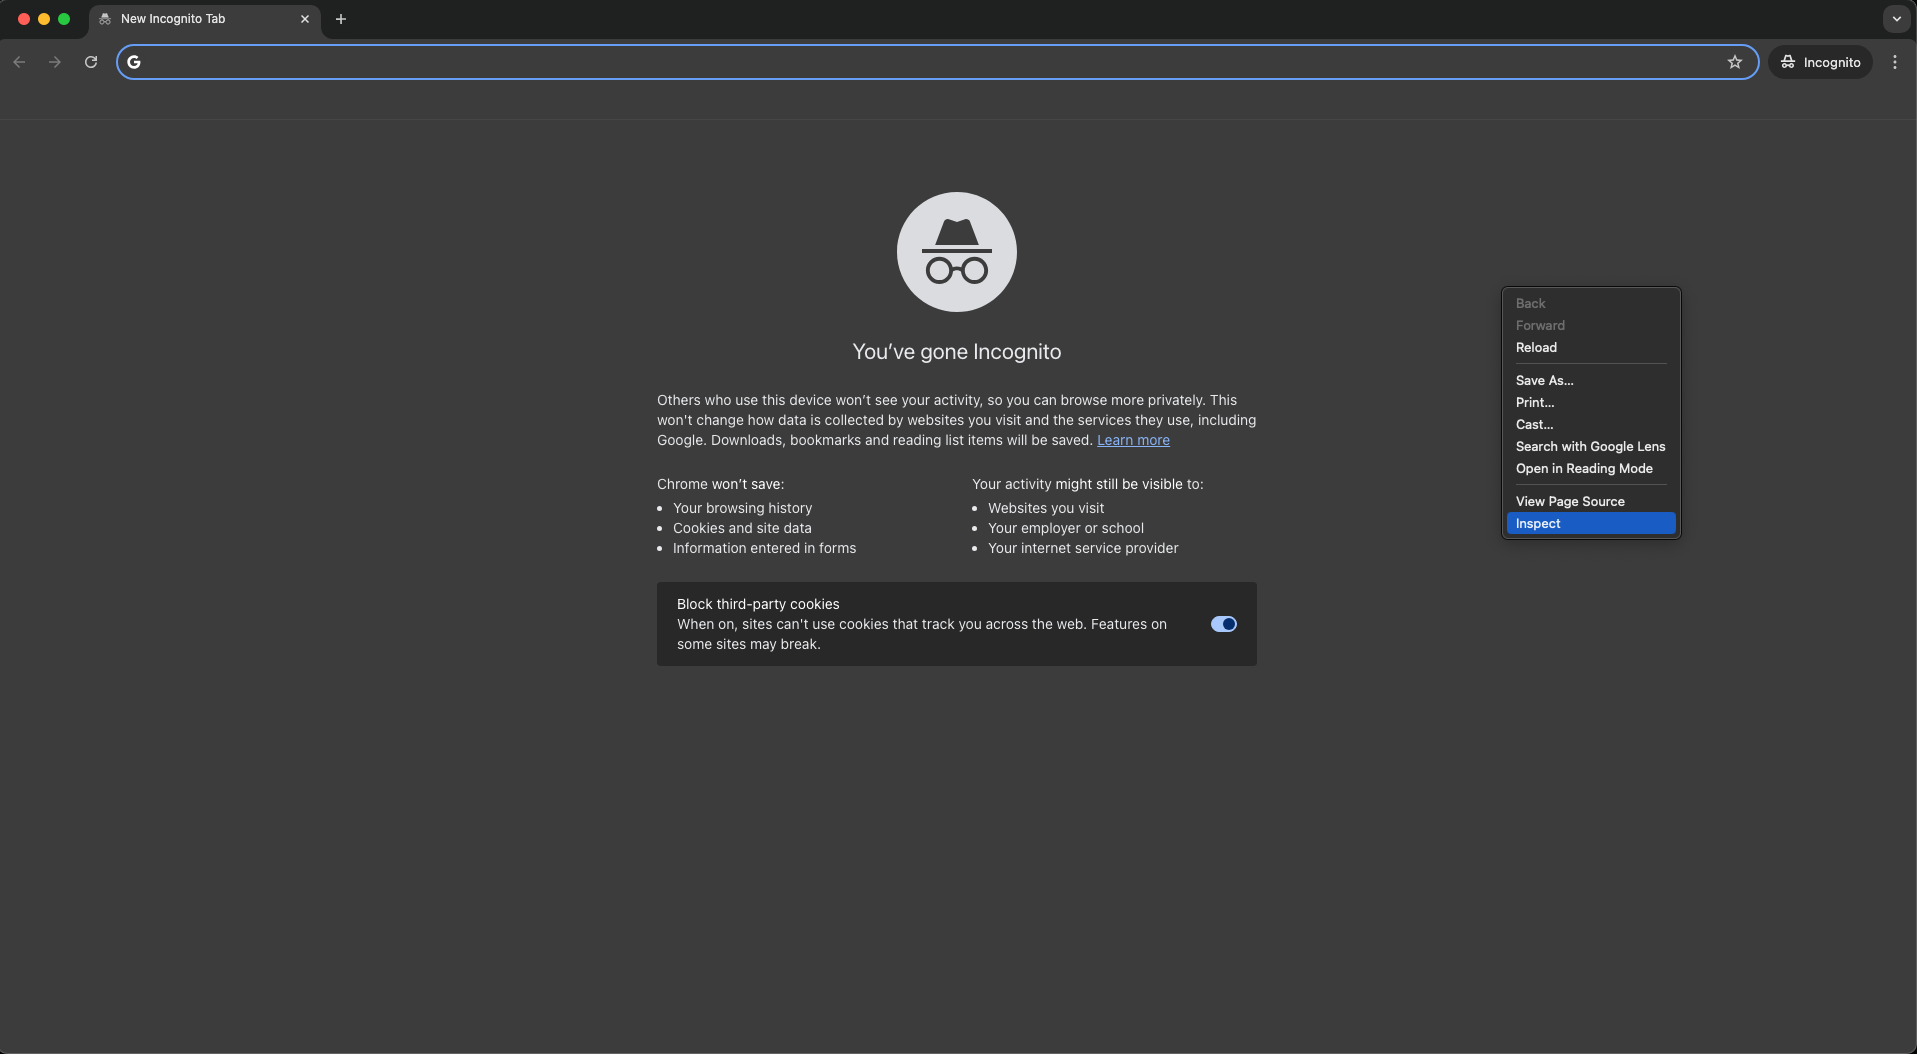 New Incognito Tab
Incognito
You’ve gone Incognito
Others who use this device won’t see your activity, so you can browse more privately. This
won't change how data is collected by websites you visit and the services they use, including
Google. Downloads, bookmarks and reading list items will be saved. Learn more
Chrome won’t save:
Your browsing history
Cookies and site data
Information entered in forms
Your activity might still be visible to:
Websites you visit
Your employer or school
Your internet service provider
Block third-party cookies
When on, sites can't use cookies that track you across the web. Features on
some sites may break.
Back
Forward
Reload
Save As...
Print...
Cast...
Search with Google Lens
Open in Reading Mode
View Page Source
Inspect